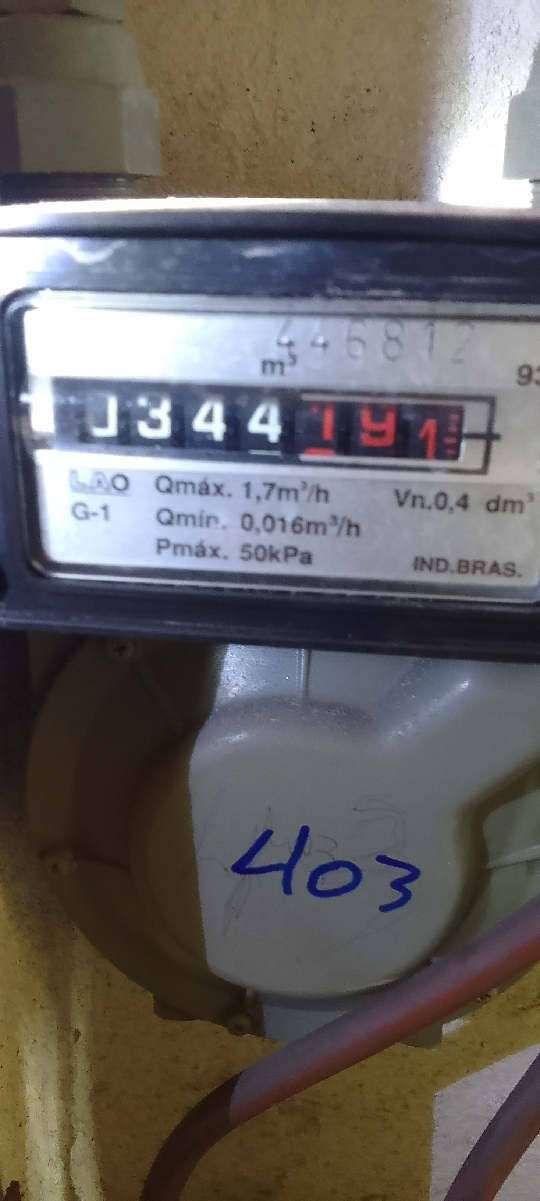 446812
m³
93
0344 791
LAO
G-1
Qmáx. 1,7m³/h
Qmín. 0,016m³/h
Pmáx. 50kPa
Vn.0,4 dm³
IND.BRAS.
403